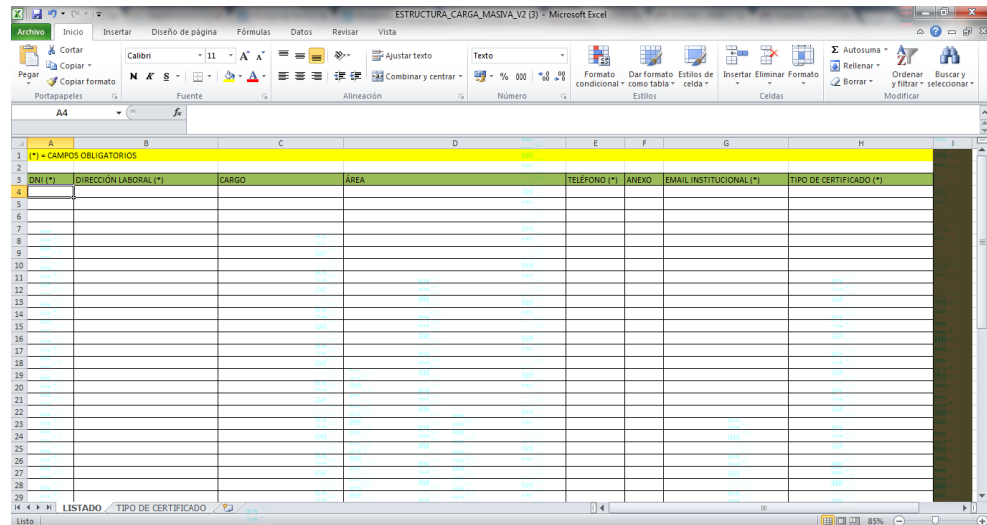 ESTRUCTURA_CARGA_MASIVA_V2 (3) - Microsoft Excel
Archivo Inicio Insertar Diseño de página Fórmulas Datos Revisar Vista
Pegar
Cortar
Copiar
Copiar formato
Portapapeles
Calibri 11
N K S
Fuente
Ajustar texto
Combinar y centrar
Alineación
Texto
% 000
Número
Formato condicional
Dar formato como tabla
Estilos de celda
Estilos
Insertar Eliminar Formato
Celdas
Σ Autosuma
Rellenar
Borrar
Ordenar y filtrar
Buscar y seleccionar
Modificar
A4 fx
A B C D E F G H I
1 (*) = CAMPOS OBLIGATORIOS
2
3 DNI (*) DIRECCIÓN LABORAL (*) CARGO ÁREA TELÉFONO (*) ANEXO EMAIL INSTITUCIONAL (*) TIPO DE CERTIFICADO (*)
4
5
6
7
8
9
10
11
12
13
14
15
16
17
18
19
20
21
22
23
24
25
26
27
28
29
LISTADO TIPO DE CERTIFICADO
Listo 85%